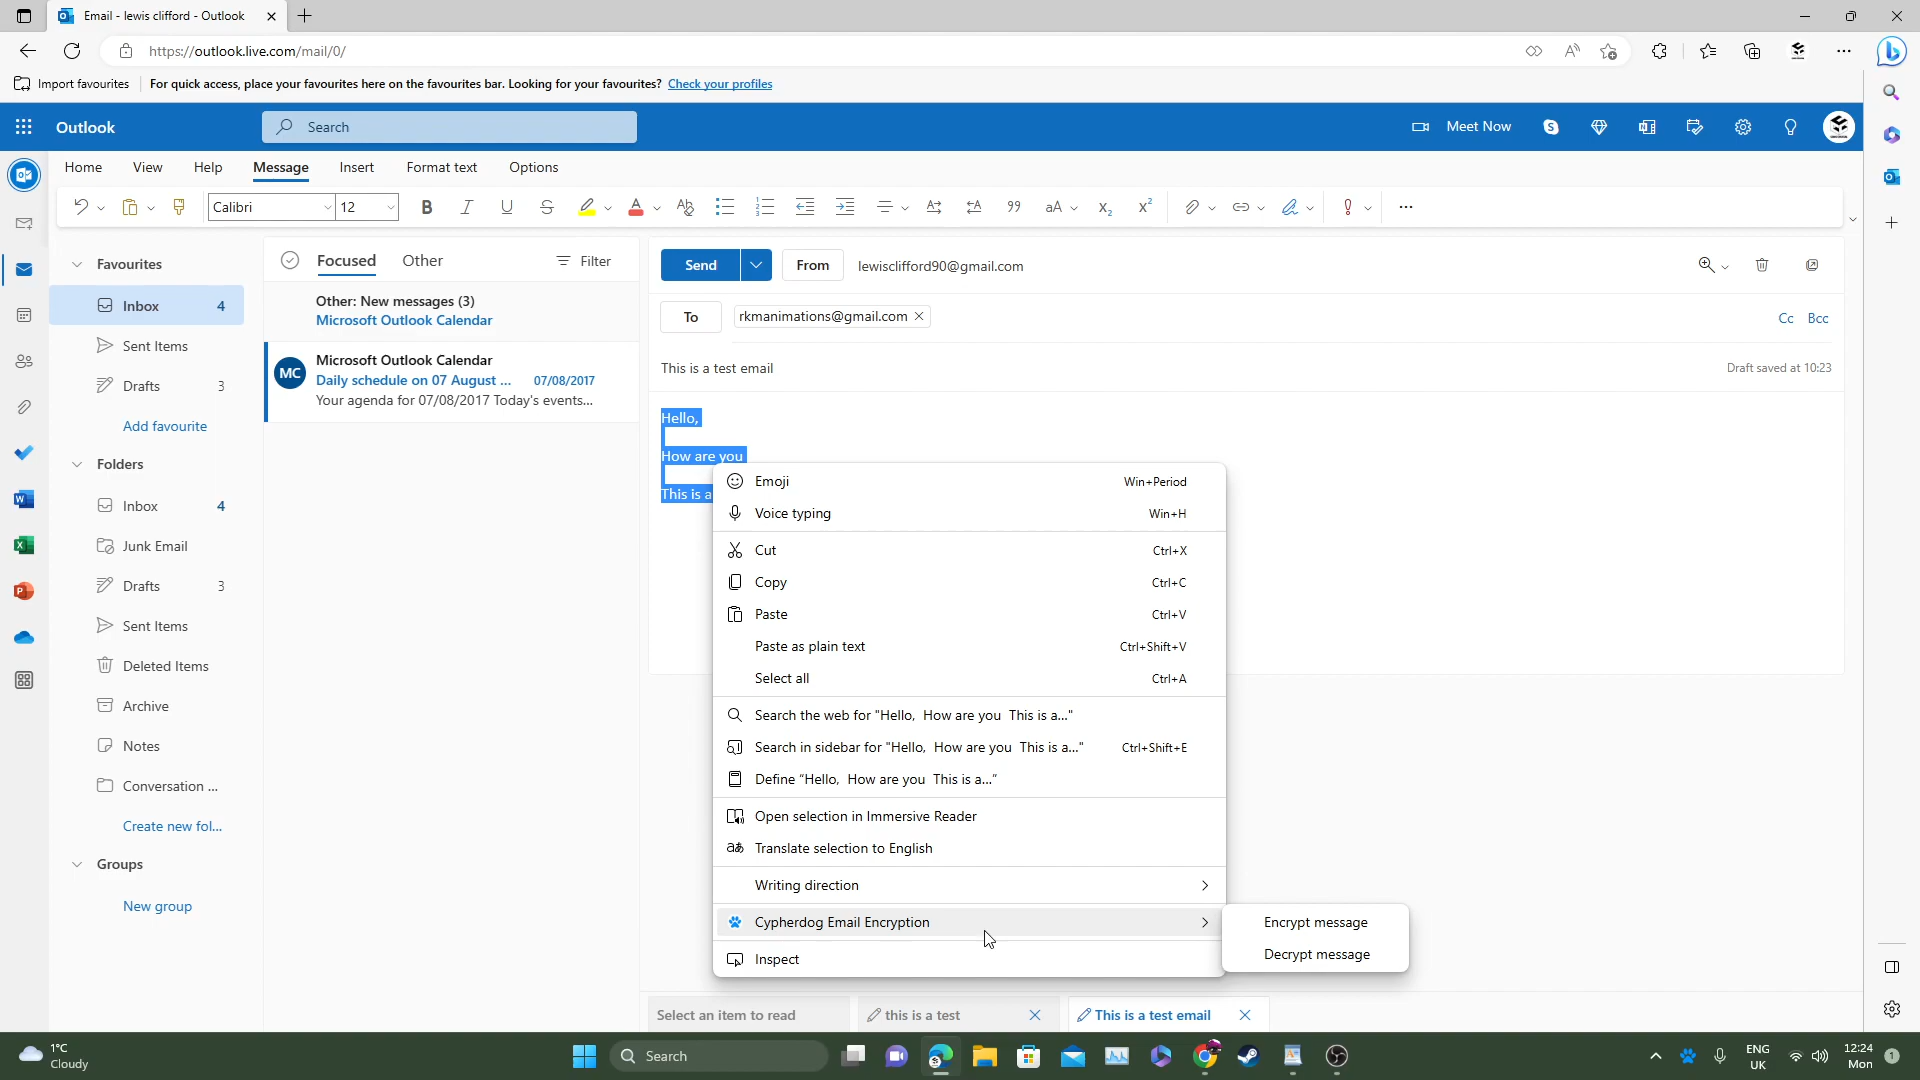 Email - lewis clifford - Outlook
https://outlook.live.com/mail/0/
Import favourites
For quick access, place your favourites here on the favourites bar. Looking for your favourites? Check your profiles
Outlook
Search
Meet Now
Home
View
Help
Message
Insert
Format text
Options
Calibri
12
Favourites
Inbox 4
Sent Items
Drafts 3
Add favourite
Folders
Inbox 4
Junk Email
Drafts 3
Sent Items
Deleted Items
Archive
Notes
Conversation ...
Create new fol...
Groups
New group
Focused
Other
Filter
Other: New messages (3)
Microsoft Outlook Calendar
MC
Microsoft Outlook Calendar
Daily schedule on 07 August ... 07/08/2017
Your agenda for 07/08/2017 Today's events...
Send
From
lewisclifford90@gmail.com
To
rkmanimations@gmail.com
Cc Bcc
This is a test email
Draft saved at 10:23
Hello,
How are you
This is a
Emoji Win+Period
Voice typing Win+H
Cut Ctrl+X
Copy Ctrl+C
Paste Ctrl+V
Paste as plain text Ctrl+Shift+V
Select all Ctrl+A
Search the web for "Hello, How are you This is a..."
Search in sidebar for "Hello, How are you This is a..." Ctrl+Shift+E
Define “Hello, How are you This is a...”
Open selection in Immersive Reader
Translate selection to English
Writing direction
Cypherdog Email Encryption
Encrypt message
Decrypt message
Inspect
Select an item to read
this is a test
This is a test email
1°C
Cloudy
Search
ENG
UK
12:24
Mon
1